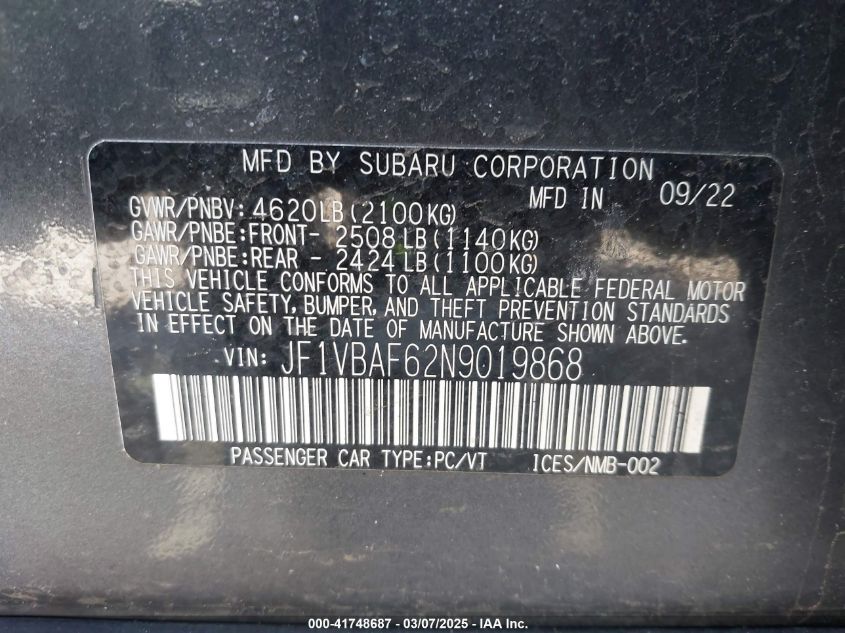 MFD BY SUBARU CORPORATION
MFD IN 09/22
GVWR/PNBV: 4620LB(2100KG)
GAWR/PNBE:FRONT- 2508 LB(1140KG)
GAWR/PNBE:REAR - 2424 LB(1100KG)
THIS VEHICLE CONFORMS TO ALL APPLICABLE FEDERAL MOTOR
VEHICLE SAFETY, BUMPER, AND THEFT PREVENTION STANDARDS
IN EFFECT ON THE DATE OF MANUFACTURE SHOWN ABOVE.
VIN: JF1VBAF62N9019868
PASSENGER CAR TYPE:PC/VT ICES/NMB-002
000-41748687 - 03/07/2025 - IAA Inc.